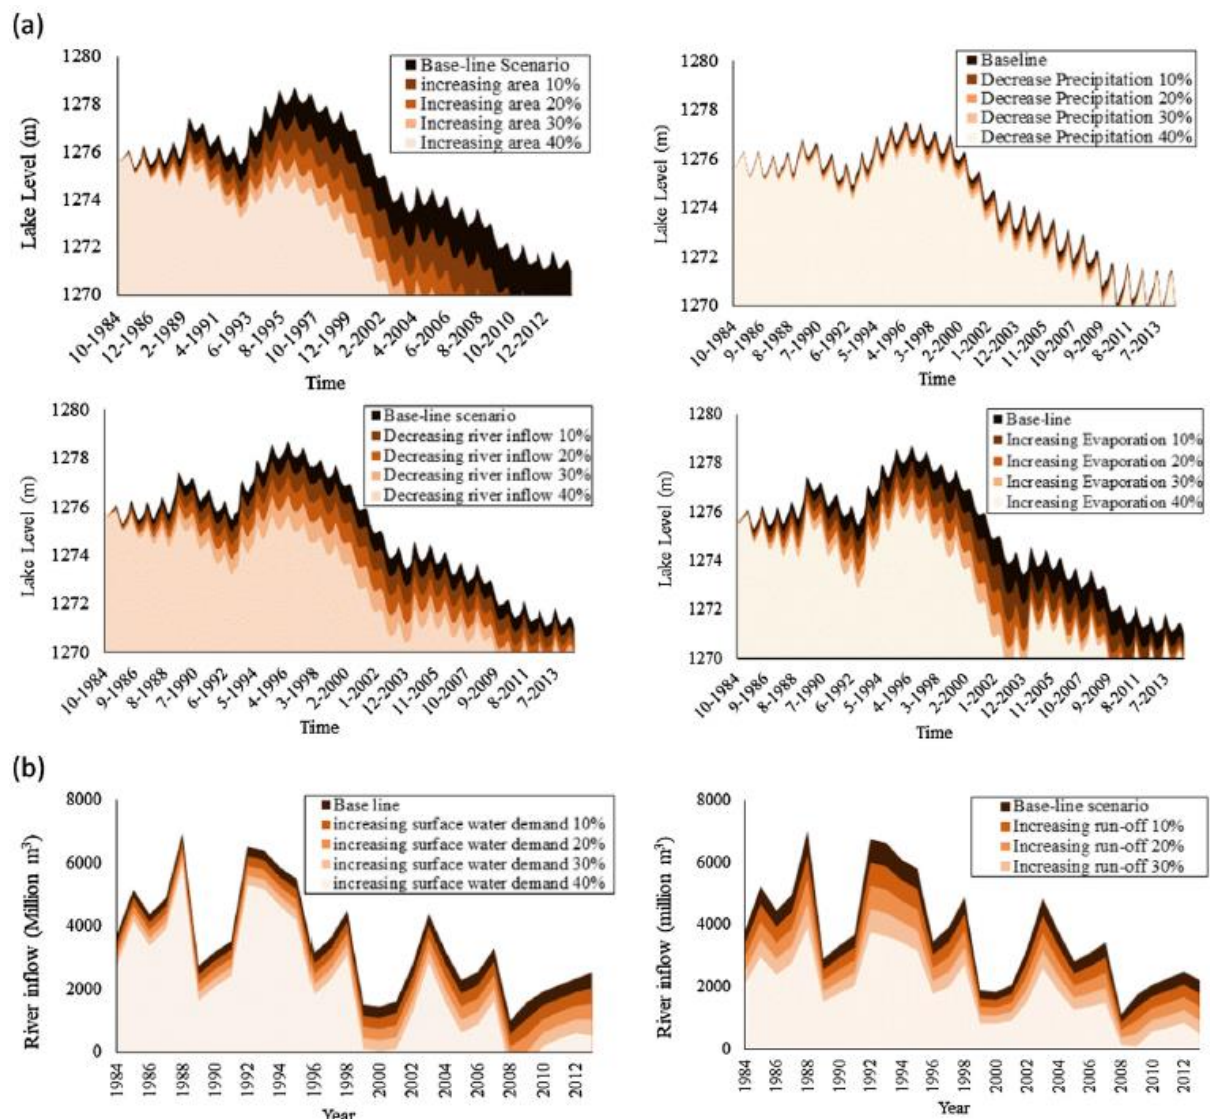 (a)
1280
1278
1276
1274
1272
1270
Lake Level (m)
Base-line Scenario
increasing area 10%
Increasing area 20%
Increasing area 30%
Increasing area 40%
10-1984
12-1986
2-1989
4-1991
6-1993
8-1995
10-1997
12-1999
2-2002
4-2004
6-2006
8-2008
10-2010
12-2012
Time
1280
1278
1276
1274
1272
1270
Lake Level (m)
Baseline
Decrease Precipitation 10%
Decrease Precipitation 20%
Decrease Precipitation 30%
Decrease Precipitation 40%
10-1984
9-1986
8-1988
7-1990
6-1992
5-1994
4-1996
3-1998
2-2000
1-2002
12-2003
11-2005
10-2007
9-2009
8-2011
7-2013
Time
1280
1278
1276
1274
1272
1270
Lake Level (m)
Base-line scenario
Decreasing river inflow 10%
Decreasing river inflow 20%
Decreasing river inflow 30%
Decreasing river inflow 40%
10-1984
9-1986
8-1988
7-1990
6-1992
5-1994
4-1996
3-1998
2-2000
1-2002
12-2003
11-2005
10-2007
9-2009
8-2011
7-2013
Time
1280
1278
1276
1274
1272
1270
Lake Level (m)
Base-line
Increasing Evaporation 10%
Increasing Evaporation 20%
Increasing Evaporation 30%
Increasing Evaporation 40%
10-1984
9-1986
8-1988
7-1990
6-1992
5-1994
4-1996
3-1998
2-2000
1-2002
12-2003
11-2005
10-2007
9-2009
8-2011
7-2013
Time
(b)
8000
6000
4000
2000
0
River inflow (Million m³)
Base line
increasing surface water demand 10%
increasing surface water demand 20%
increasing surface water demand 30%
increasing surface water demand 40%
1984
1986
1988
1990
1992
1994
1996
1998
2000
2002
2004
2006
2008
2010
2012
Year
8000
6000
4000
2000
0
River inflow (million m³)
Base-line scenario
Increasing run-off 10%
Increasing run-off 20%
Increasing run-off 30%
1984
1986
1988
1990
1992
1994
1996
1998
2000
2002
2004
2006
2008
2010
2012
Year